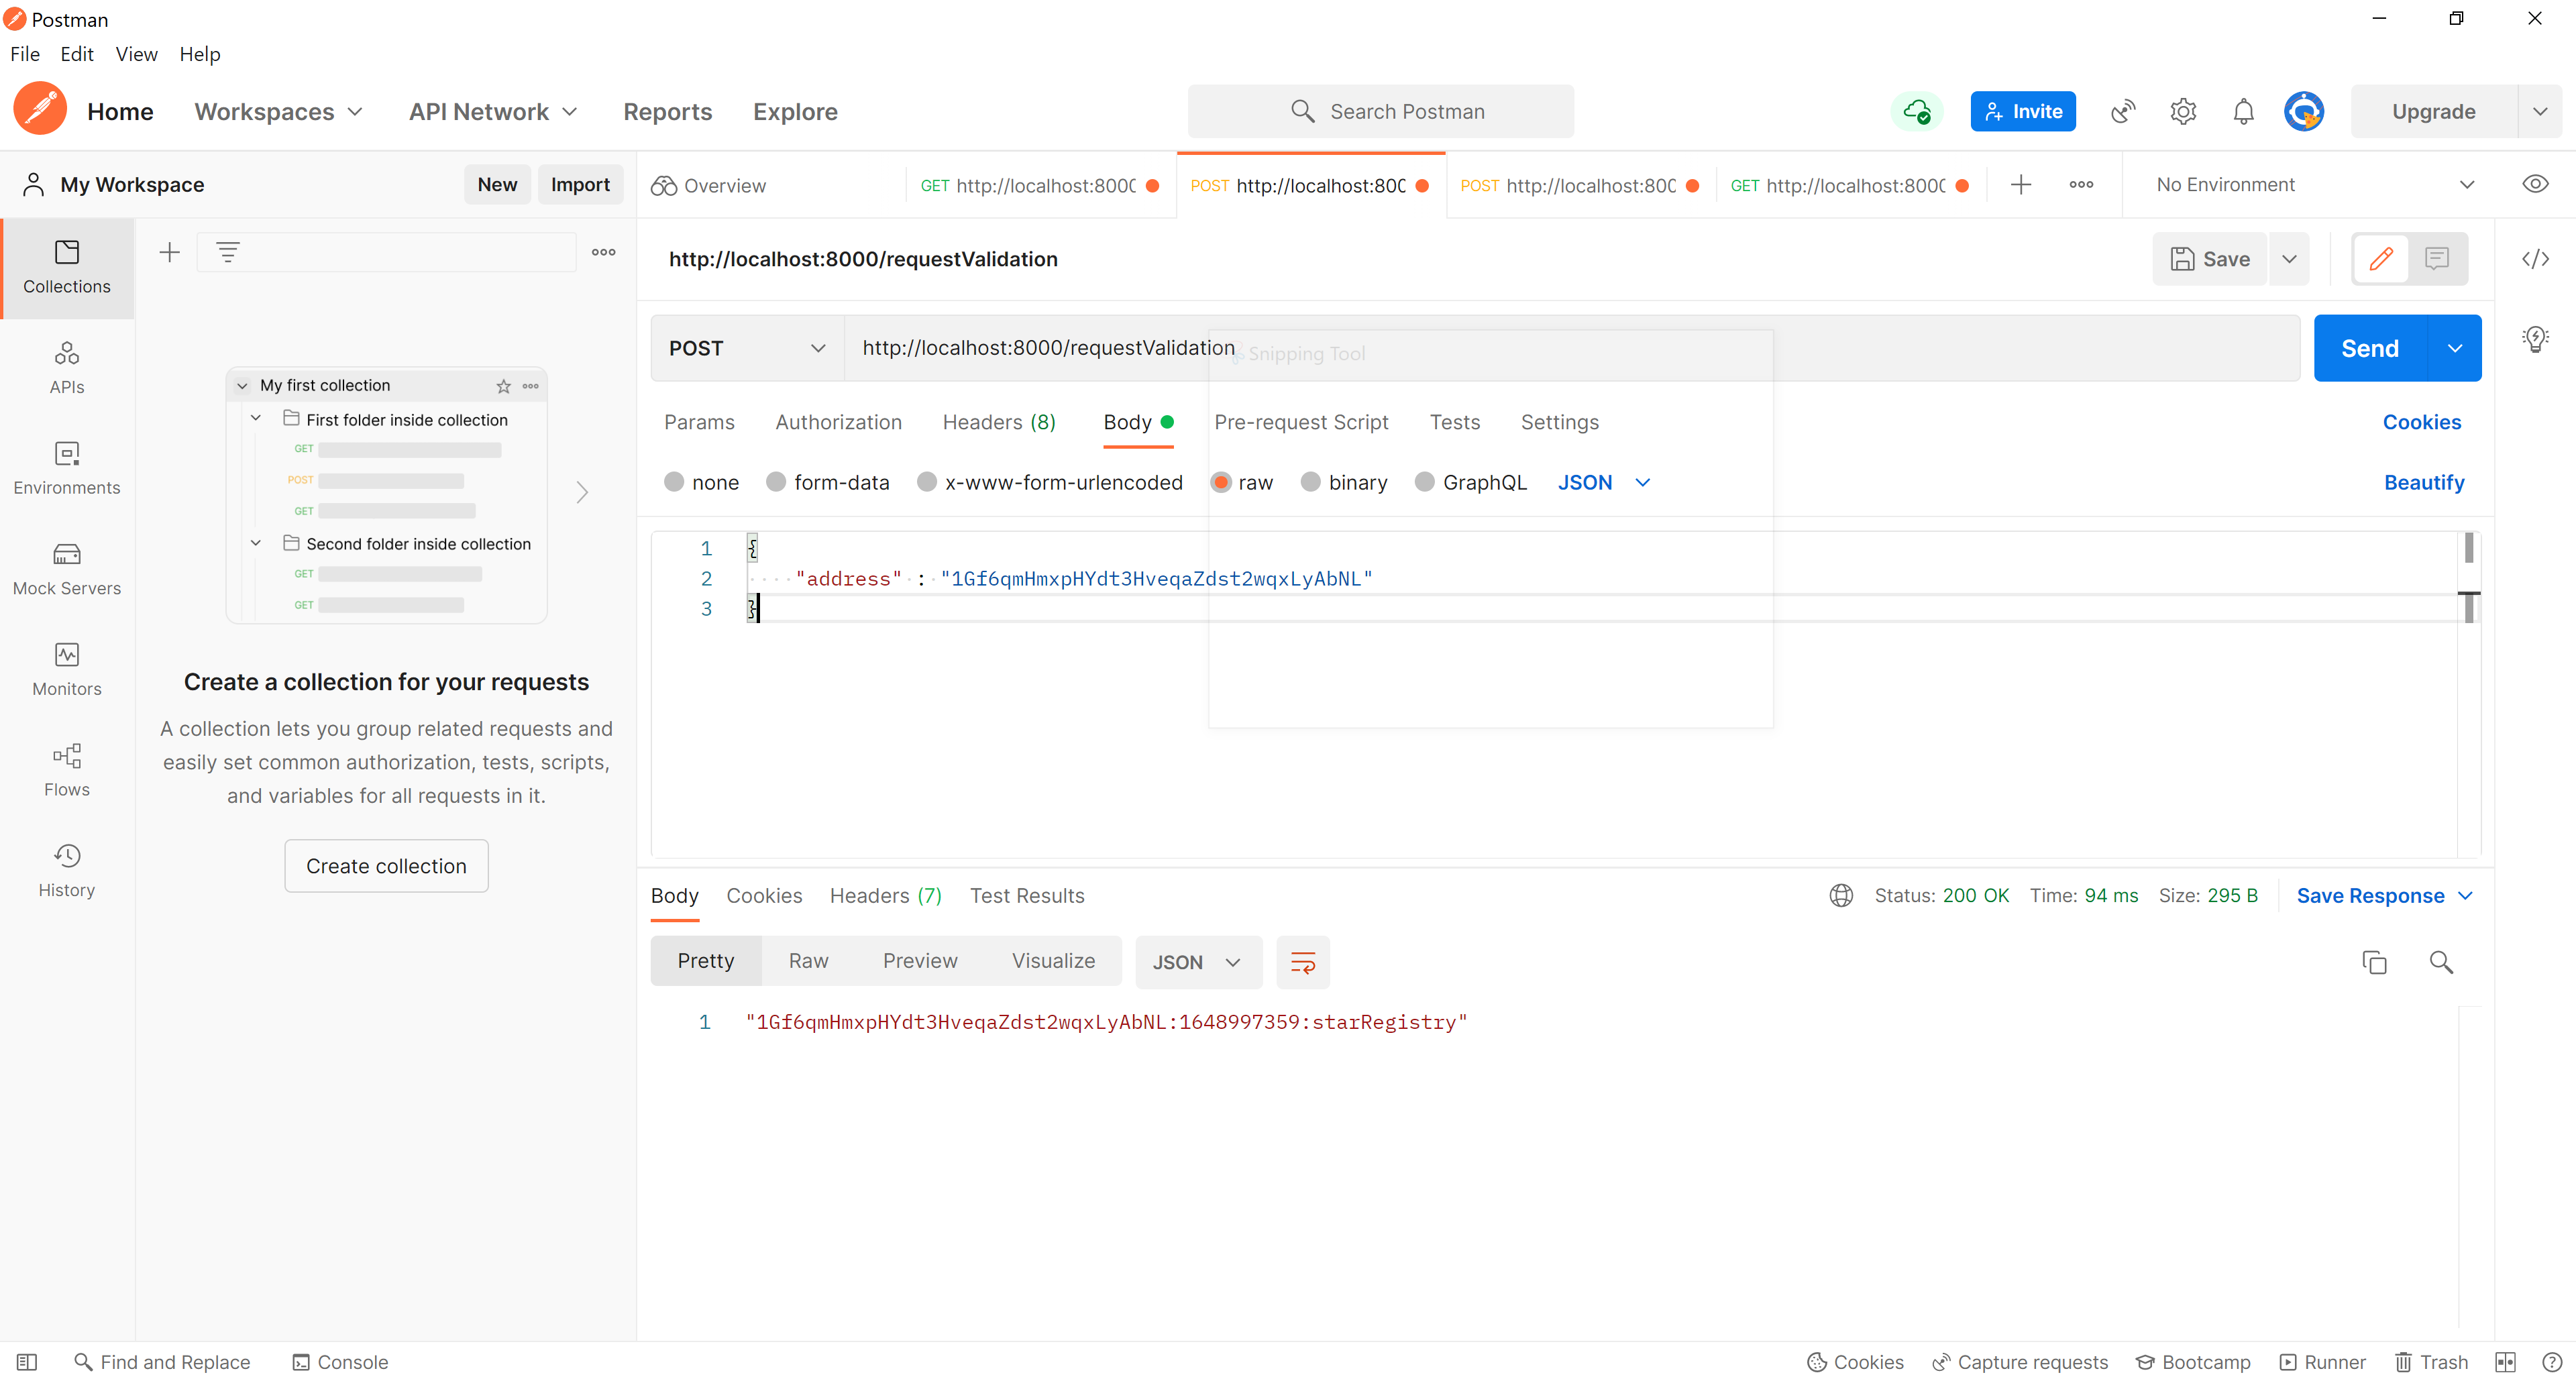 Postman
File Edit View Help
Home Workspaces API Network Reports Explore Search Postman Invite Upgrade
My Workspace New Import Overview GET http://localhost:800 POST http://localhost:80 POST http://localhost:80 GET http://localhost:800 No Environment
Collections
http://localhost:8000/requestValidation Save
POST http://localhost:8000/requestValidation Send
Snipping Tool
APIs
My first collection
First folder inside collection
GET
POST
GET
Second folder inside collection
GET
GET
Params Authorization Headers (8) Body Pre-request Script Tests Settings Cookies
none form-data x-www-form-urlencoded raw binary GraphQL JSON Beautify
Environments
1 {
2 "address" : "1Gf6qmHmxpHYdt3HveqaZdst2wqxLyAbNL"
3 }
Mock Servers
Monitors
Flows
History
Create a collection for your requests
A collection lets you group related requests and
easily set common authorization, tests, scripts,
and variables for all requests in it.
Create collection
Body Cookies Headers (7) Test Results Status: 200 OK Time: 94 ms Size: 295 B Save Response
Pretty Raw Preview Visualize JSON
1 "1Gf6qmHmxpHYdt3HveqaZdst2wqxLyAbNL:1648997359:starRegistry"
Find and Replace Console Cookies Capture requests Bootcamp Runner Trash